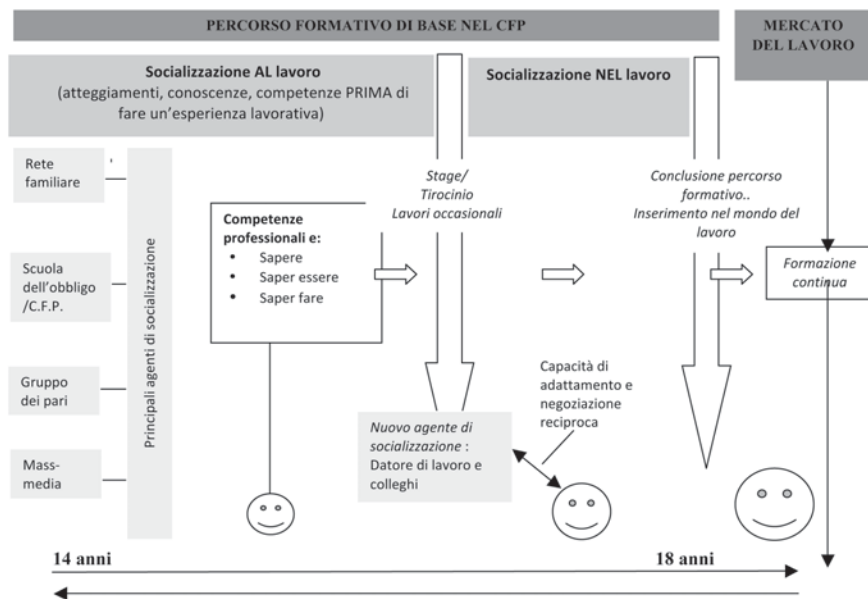 PERCORSO FORMATIVO DI BASE NEL CFP
MERCATO
DEL LAVORO
Socializzazione AL lavoro
(atteggiamenti, conoscenze, competenze PRIMA di
fare un'esperienza lavorativa)
Socializzazione NEL lavoro
Rete
familiare
'
Scuola
dell'obbligo
/C.F.P.
Gruppo
dei pari
Mass-
media
Principali agenti di socializzazione
Competenze
professionali e:
• Sapere
• Saper essere
• Saper fare
Stage/
Tirocinio
Lavori occasionali
Nuovo agente di
socializzazione :
Datore di lavoro e
colleghi
Capacità di
adattamento e
negoziazione
reciproca
Conclusione percorso
formativo..
Inserimento nel mondo del
lavoro
Formazione
continua
14 anni
18 anni